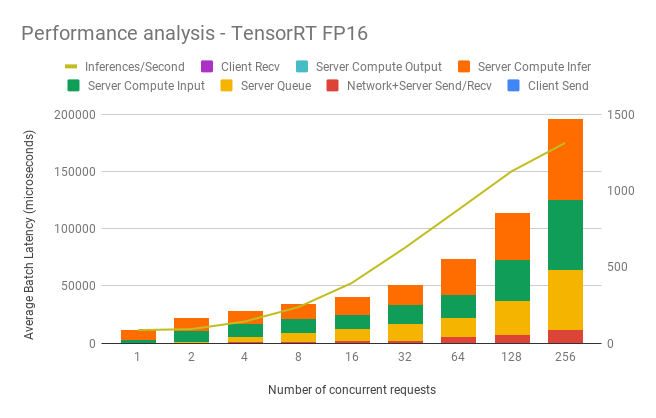 Performance analysis - TensorRT FP16
Inferences/Second Client Recv Server Compute Output Server Compute Infer
Server Compute Input Server Queue Network+Server Send/Recv Client Send
200000 1500
150000
1000
100000
500
50000
0 0
1 2 4 8 16 32 64 128 256
Average Batch Latency (microseconds)
Number of concurrent requests